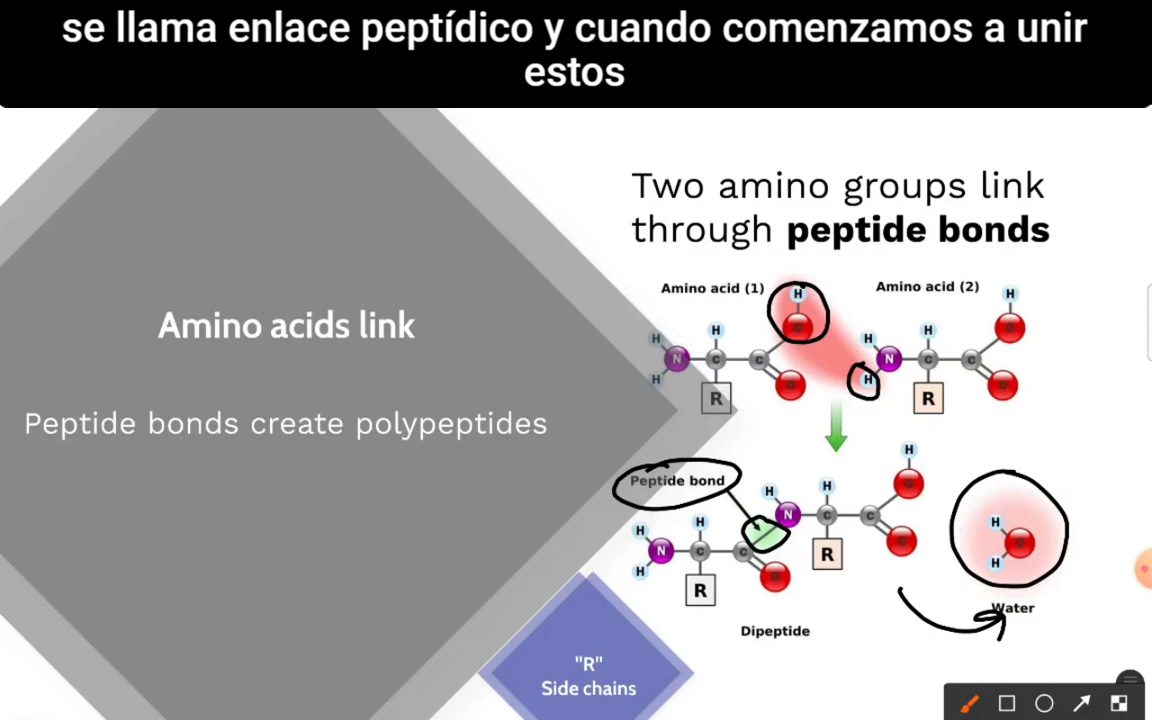 se llama enlace peptídico y cuando comenzamos a unir
estos
Two amino groups link
through peptide bonds
Amino acids link
Peptide bonds create polypeptides
Amino acid (1)
Amino acid (2)
H H
H H H H
N C C N C C
H O H O
R R
Peptide bond
H
H H O
N C C
H H
H
N C C O
O
H
R
O
R
H
O
H
Water
Dipeptide
"R"
Side chains